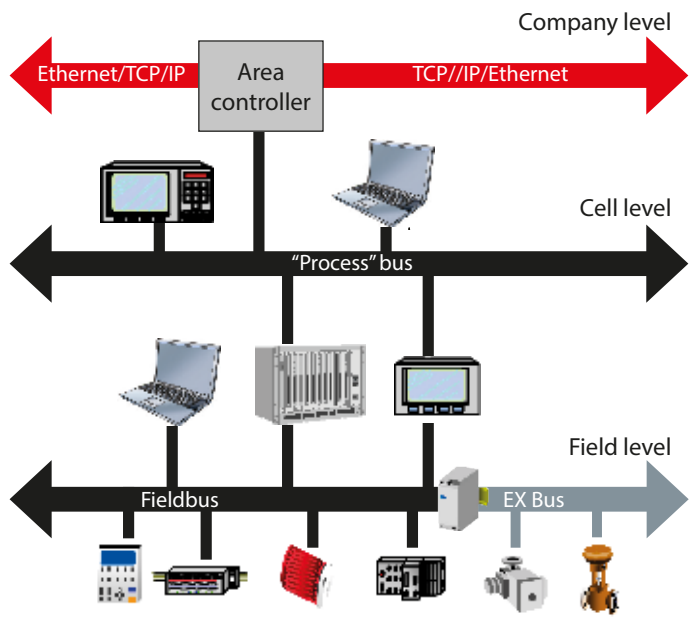 Company level
Ethernet/TCP/IP
Area
controller
TCP//IP/Ethernet
Cell level
“Process” bus
Field level
Fieldbus
EX Bus